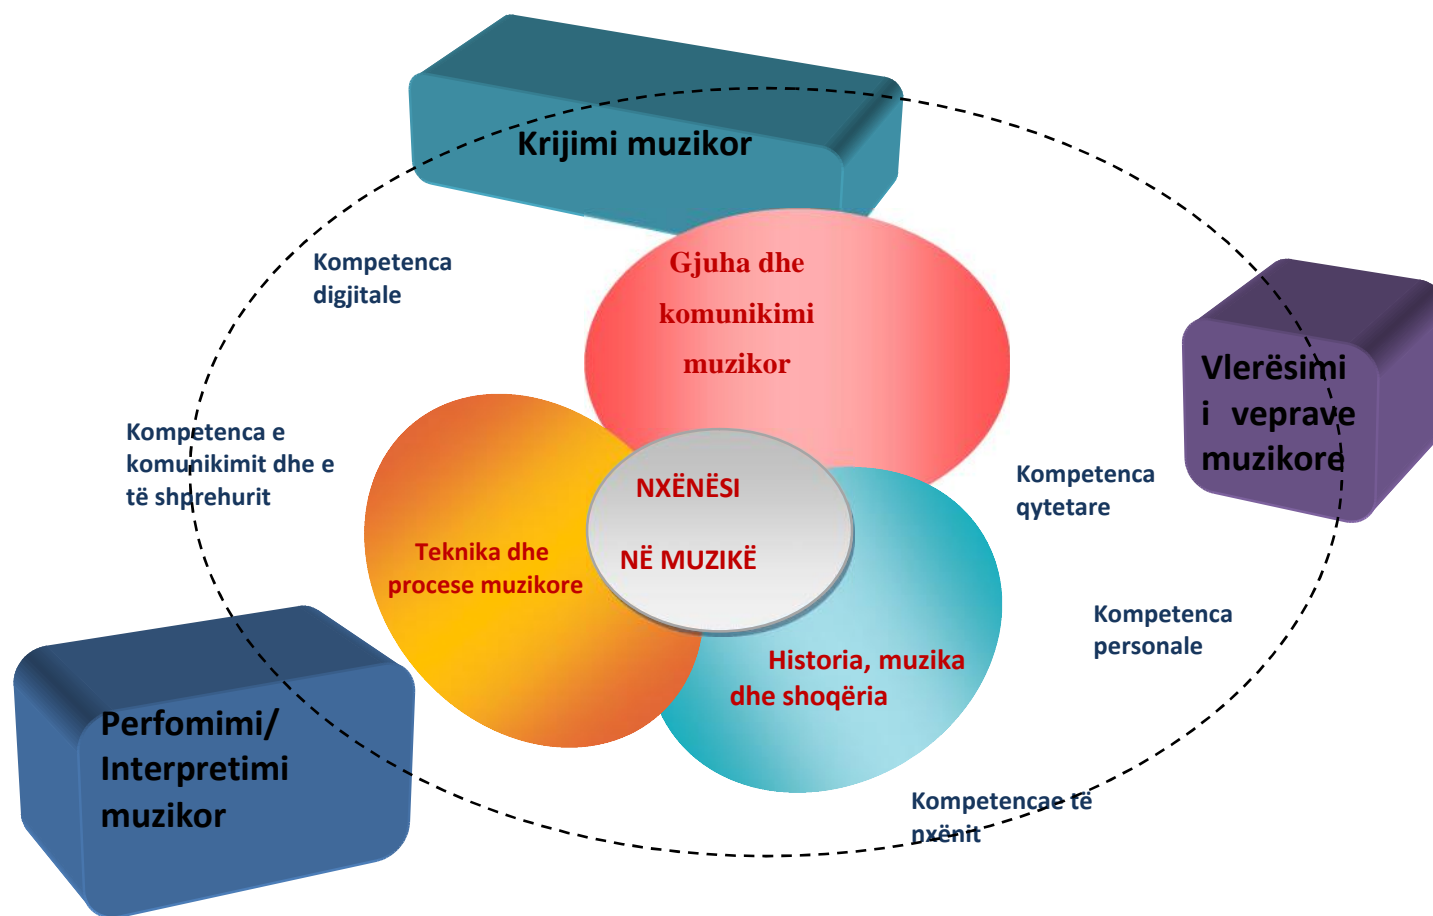 Krijimi muzikor
Gjuha dhe
komunikimi
muzikor
Kompetenca
digjitale
Vlerësimi
i veprave
muzikore
Kompetenca e
komunikimit dhe e
të shprehurit
Kompetenca
qytetare
NXËNËSI
NË MUZIKË
Teknika dhe
procese muzikore
Kompetenca
personale
Historia, muzika
dhe shoqëria
Perfomimi/
Interpretimi
muzikor
Kompetencae të
nxënit